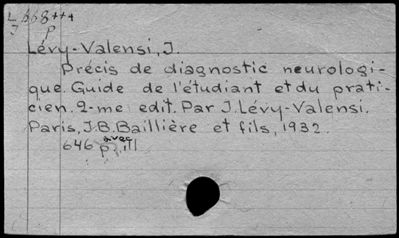 L 668+++
J P
Lévy-Valensi, J.
Précis de diagnostic neurologi-
que. Guide de l'étudiant et du prati-
cien. 2-me edit. Par J. Lévy-Valensi.
Paris, J.B. Baillière et fils, 1932.
avec
646 p., ill